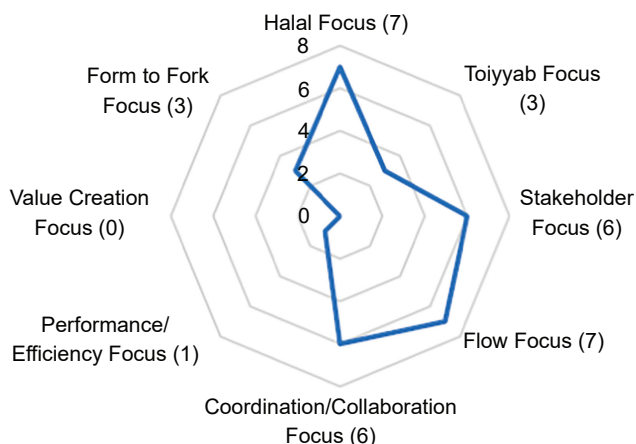 Halal Focus (7)
8
Form to Fork
Focus (3)
6
Toiyyab Focus
(3)
4
2
Value Creation
Focus (0)
0
Stakeholder
Focus (6)
Performance/
Efficiency Focus (1)
Flow Focus (7)
Coordination/Collaboration
Focus (6)